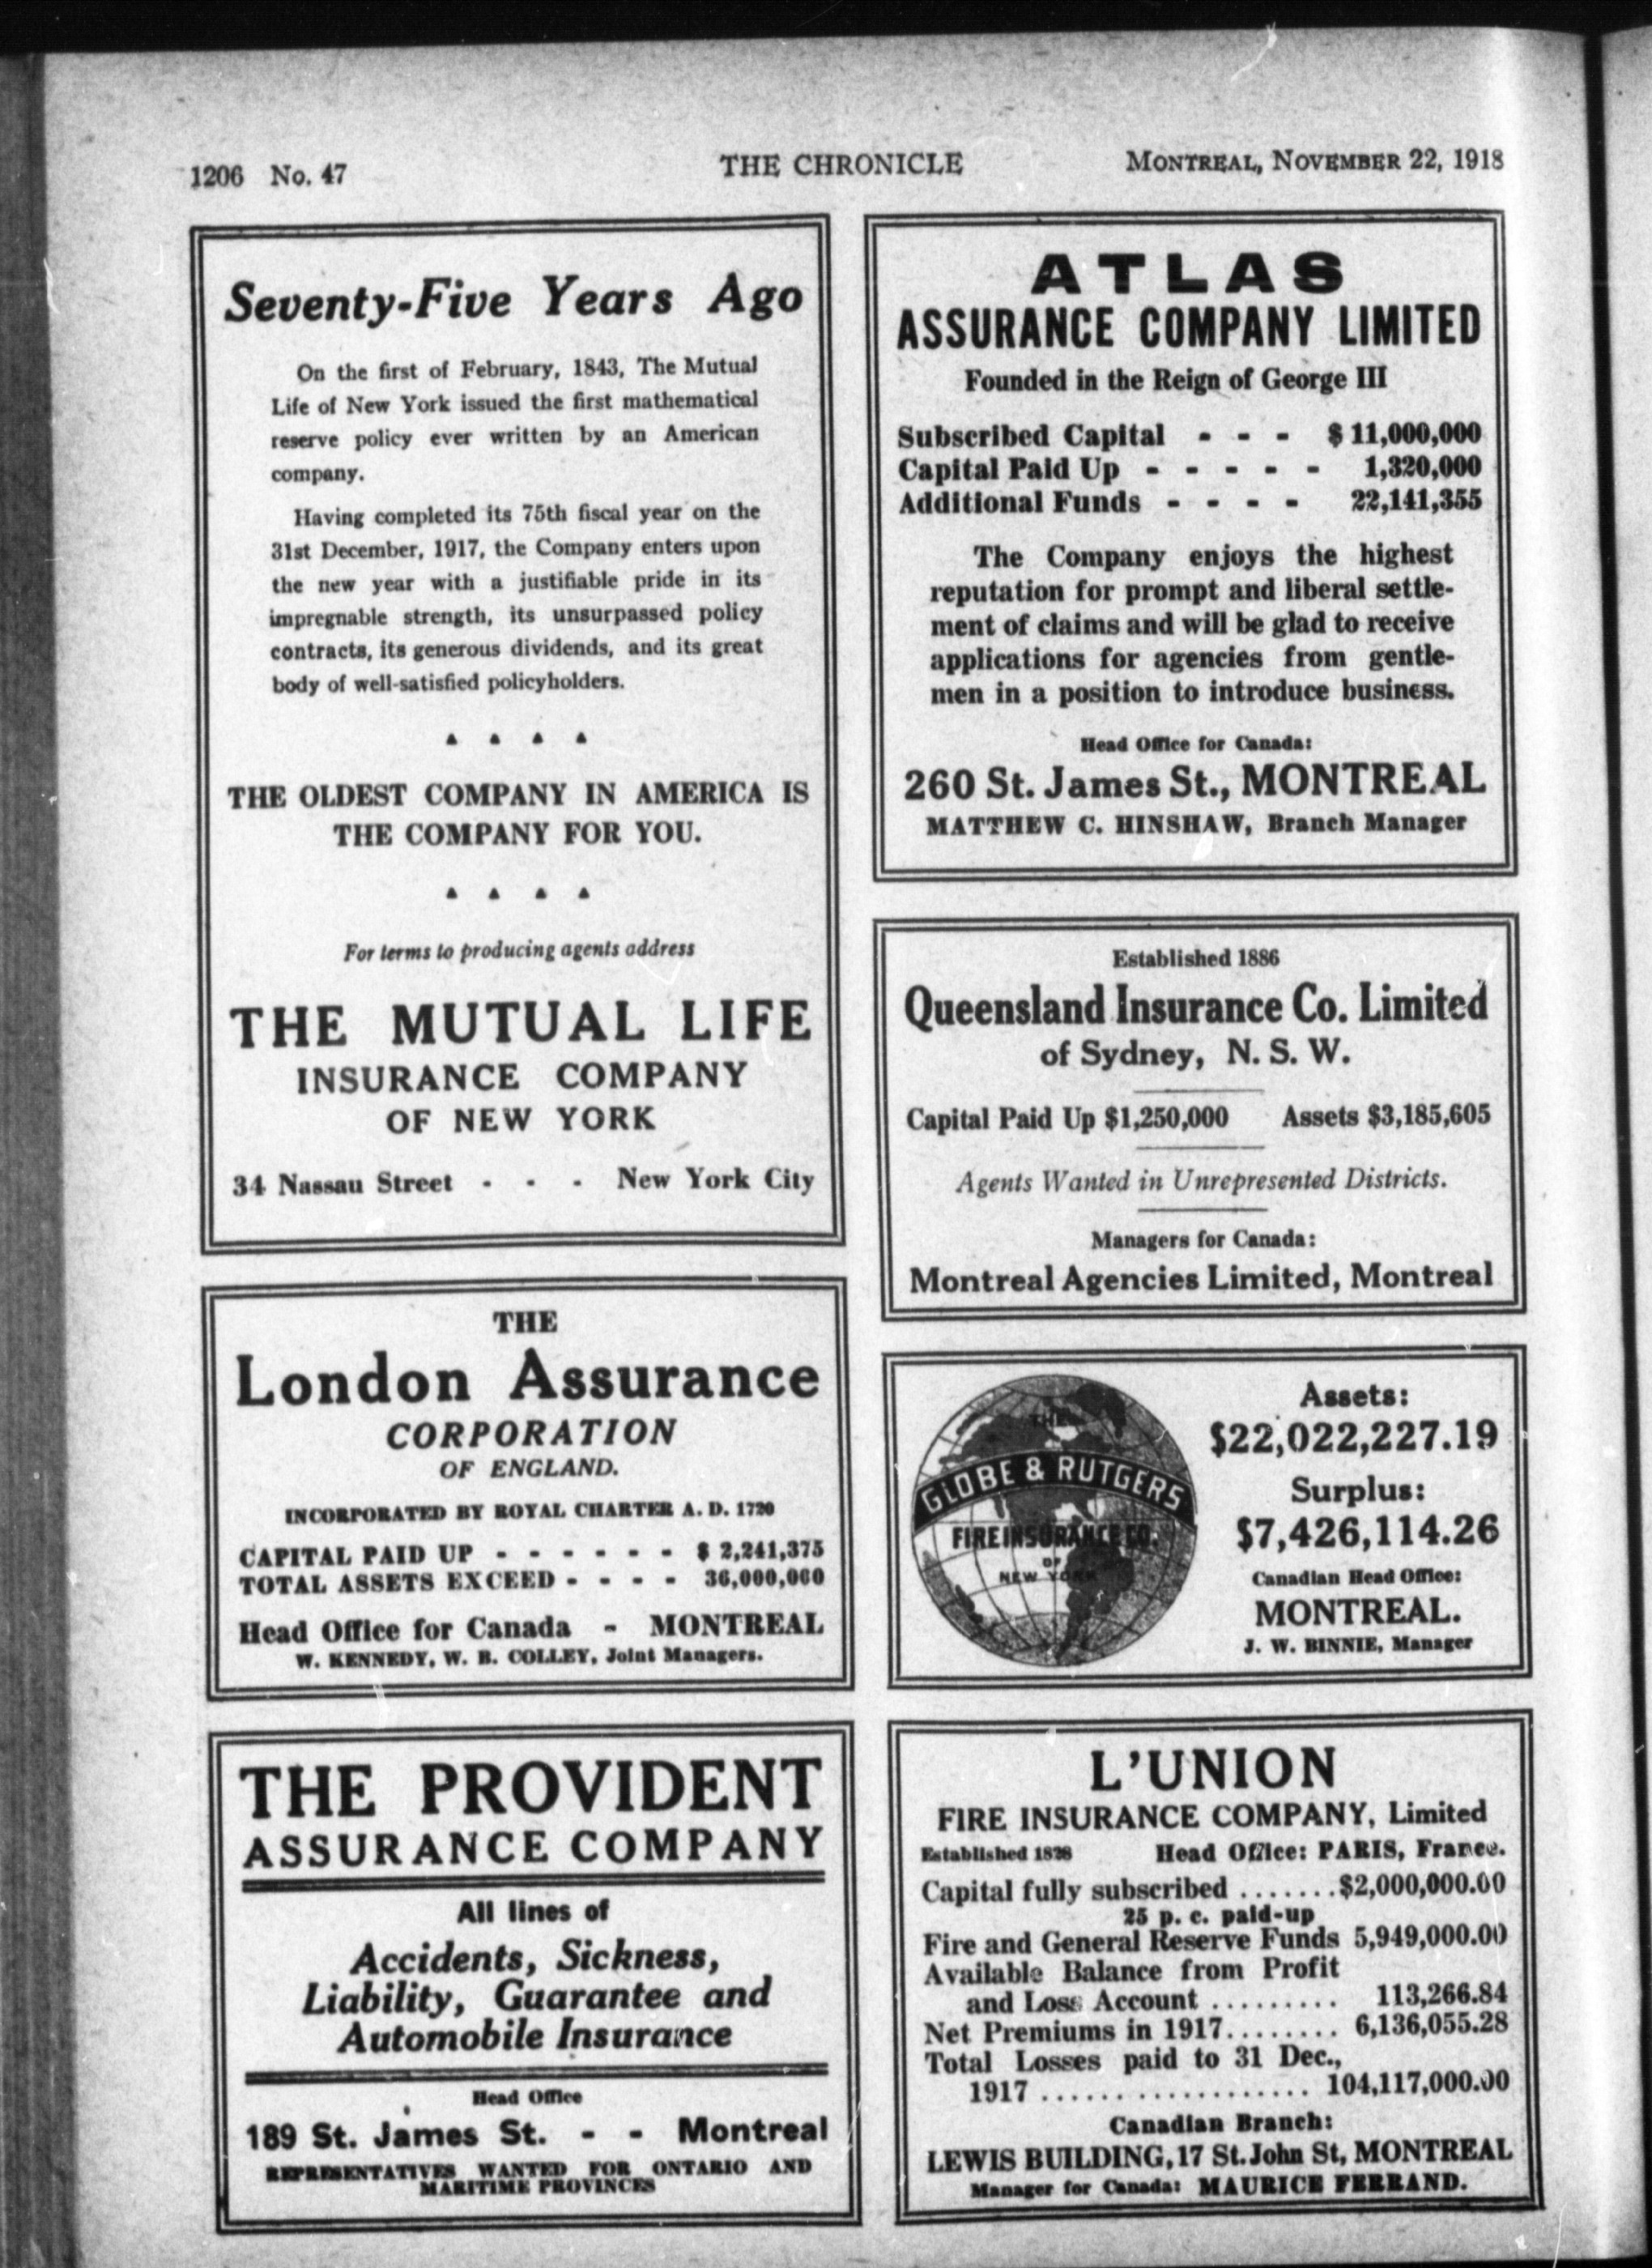 1206 No. 47
THE CHRONICLE
MONTREAL, NOVEMBER 22, 1918
Seventy-Five Years Ago
On the first of February, 1843, The Mutual
Life of New York issued the first mathematical
reserve policy ever written by an American
company.
Having completed its 75th fiscal year on the
31st December, 1917, the Company enters upon
the new year with a justifiable pride in its
impregnable strength, its unsurpassed policy
contracts, its generous dividends, and its great
body of well-satisfied policyholders.
THE OLDEST COMPANY IN AMERICA IS
THE COMPANY FOR YOU.
For terms to producing agents address
THE MUTUAL LIFE
INSURANCE COMPANY
OF NEW YORK
34 Nassau Street - - - New York City
THE
London Assurance
CORPORATION
OF ENGLAND.
INCORPORATED BY ROYAL CHARTER A. D. 1720
CAPITAL PAID UP - - - - - - $ 2,241,375
TOTAL ASSETS EXCEED - - - - 36,000,000
Head Office for Canada - MONTREAL
W. KENNEDY, W. B. COLLEY, Joint Managers.
THE PROVIDENT
ASSURANCE COMPANY
All lines of
Accidents, Sickness,
Liability, Guarantee and
Automobile Insurance
Head Office
189 St. James St. - - Montreal
REPRESENTATIVES WANTED FOR ONTARIO AND
MARITIME PROVINCES
ATLAS
ASSURANCE COMPANY LIMITED
Founded in the Reign of George III
Subscribed Capital - - - $ 11,000,000
Capital Paid Up - - - - - 1,320,000
Additional Funds - - - - 22,141,355
The Company enjoys the highest
reputation for prompt and liberal settle-
ment of claims and will be glad to receive
applications for agencies from gentle-
men in a position to introduce business.
Head Office for Canada:
260 St. James St., MONTREAL
MATTHEW C. HINSHAW, Branch Manager
Established 1886
Queensland Insurance Co. Limited
of Sydney, N. S. W.
Capital Paid Up $1,250,000 Assets $3,185,605
Agents Wanted in Unrepresented Districts.
Managers for Canada:
Montreal Agencies Limited, Montreal
THE
GLOBE & RUTGERS
FIRE INSURANCE CO.
OF
NEW YORK
Assets:
$22,022,227.19
Surplus:
$7,426,114.26
Canadian Head Office:
MONTREAL.
J. W. BINNIE, Manager
L'UNION
FIRE INSURANCE COMPANY, Limited
Established 1828 Head Office: PARIS, France.
Capital fully subscribed .......$2,000,000.00
25 p. c. paid-up
Fire and General Reserve Funds 5,949,000.00
Available Balance from Profit
and Loss Account ......... 113,266.84
Net Premiums in 1917........ 6,136,055.28
Total Losses paid to 31 Dec.,
1917 ................... 104,117,000.00
Canadian Branch:
LEWIS BUILDING, 17 St. John St, MONTREAL
Manager for Canada: MAURICE FERRAND.